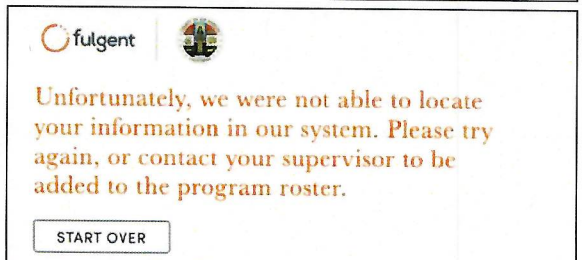 fulgent
Unfortunately, we were not able to locate
your information in our system. Please try
again, or contact your supervisor to be
added to the program roster.
START OVER